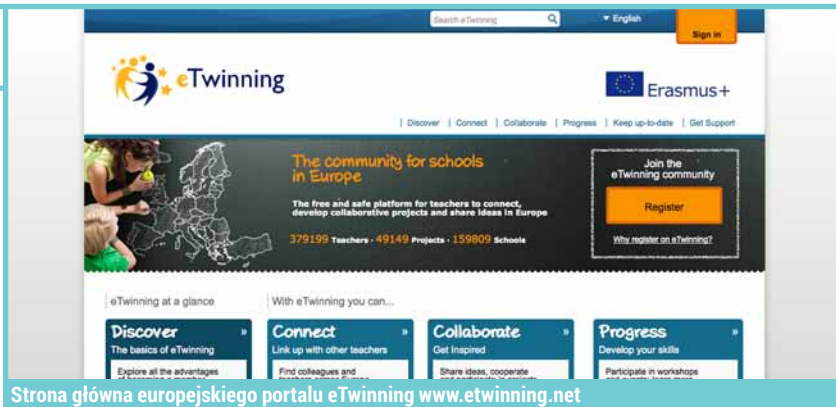 Search eTwinning
English
Sign in
eTwinning
Erasmus+
| Discover | Connect | Collaborate | Progress | Keep up-to-date | Get Support
The community for schools
in Europe
The free and safe platform for teachers to connect,
develop collaborative projects and share ideas in Europe
379199 Teachers · 49149 Projects · 159809 Schools
Join the
eTwinning community
Register
Why register on eTwinning?
eTwinning at a glance
With eTwinning you can...
Discover »
The basics of eTwinning
Explore all the advantages
Connect »
Link up with other teachers
Find colleagues and
Collaborate »
Get Inspired
Share ideas, cooperate
Progress »
Develop your skills
Participate in workshops
Strona główna europejskiego portalu eTwinning www.etwinning.net